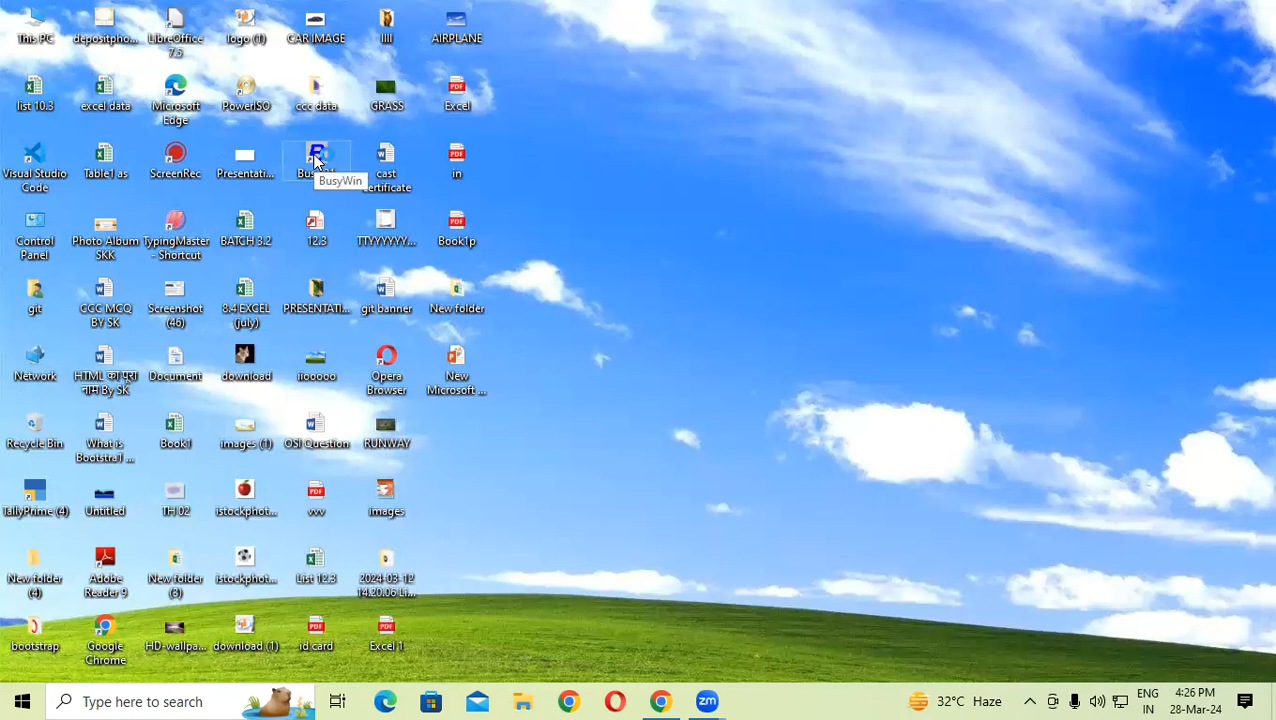 This PC
depositpho...
LibreOffice
7.5
logo (1)
CAR IMAGE
IIII
AIRPLANE
list 10.3
excel data
Microsoft
Edge
PowerISO
ccc data
GRASS
Excel
Visual Studio
Code
Table1 as
ScreenRec
Presentati...
BusyWin
cast
certificate
in
Control
Panel
Photo Album
SKK
TypingMaster
- Shortcut
BATCH 3.2
12.3
TTYYYYYY...
Book1p
git
CCC MCQ
BY SK
Screenshot
(46)
8.4 EXCEL
(july)
PRESENTATI...
git banner
New folder
Network
HTML का पुरा
नाम By SK
Document
download
iiooooo
Opera
Browser
New
Microsoft ...
Recycle Bin
What is
Bootstra1 ...
Book1
images (1)
OSI Question
RUNWAY
TallyPrime (4)
Untitled
TH 02
istockphot...
vvv
images
New folder
(4)
Adobe
Reader 9
New folder
(3)
istockphot...
List 12.3
2024-03-12
14.20.06 Li...
bootstrap
Google
Chrome
HD-wallpa...
download (1)
id card
Excel 1
Type here to search
zm
32°C Haze
ENG
IN
4:26 PM
28-Mar-24